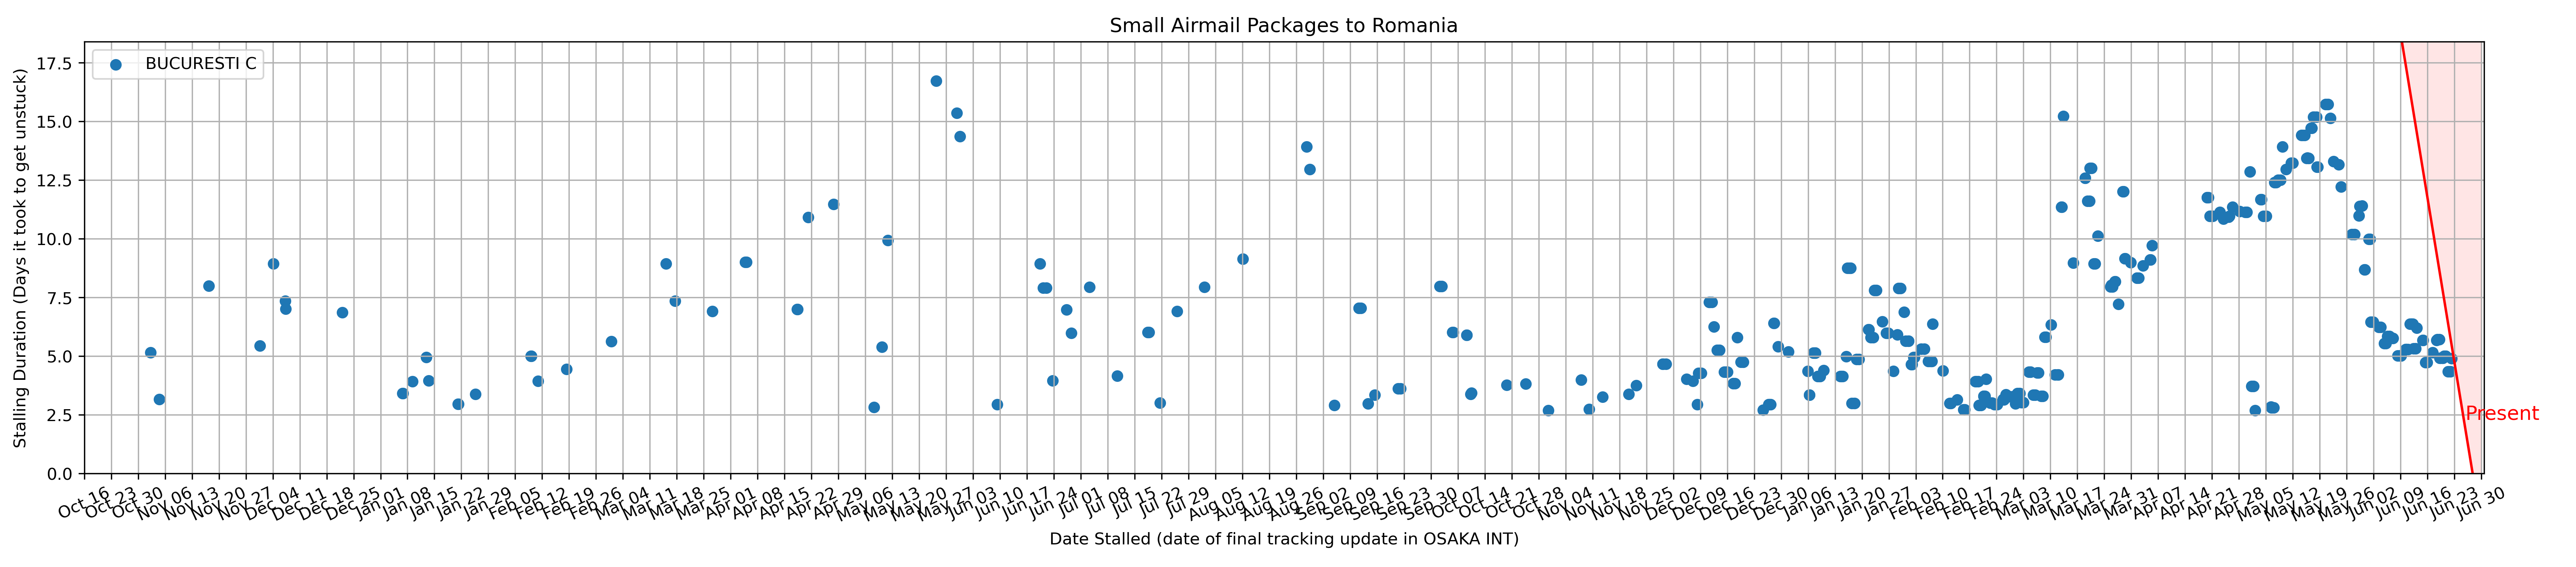 Small Airmail Packages to Romania
BUCURESTI C
Stalling Duration (Days it took to get unstuck)
17.5
15.0
12.5
10.0
7.5
5.0
2.5
0.0
Present
Oct 16
Oct 23
Oct 30
Nov 06
Nov 13
Nov 20
Nov 27
Dec 04
Dec 11
Dec 18
Dec 25
Jan 01
Jan 08
Jan 15
Jan 22
Jan 29
Feb 05
Feb 12
Feb 19
Feb 26
Mar 04
Mar 11
Mar 18
Mar 25
Apr 01
Apr 08
Apr 15
Apr 22
Apr 29
May 06
May 13
May 20
May 27
Jun 03
Jun 10
Jun 17
Jun 24
Jul 01
Jul 08
Jul 15
Jul 22
Jul 29
Aug 05
Aug 12
Aug 19
Aug 26
Sep 02
Sep 09
Sep 16
Sep 23
Sep 30
Oct 07
Oct 14
Oct 21
Oct 28
Nov 04
Nov 11
Nov 18
Nov 25
Dec 02
Dec 09
Dec 16
Dec 23
Dec 30
Jan 06
Jan 13
Jan 20
Jan 27
Feb 03
Feb 10
Feb 17
Feb 24
Mar 03
Mar 10
Mar 17
Mar 24
Mar 31
Apr 07
Apr 14
Apr 21
Apr 28
May 05
May 12
May 19
May 26
Jun 02
Jun 09
Jun 16
Jun 23
Jun 30
Date Stalled (date of final tracking update in OSAKA INT)